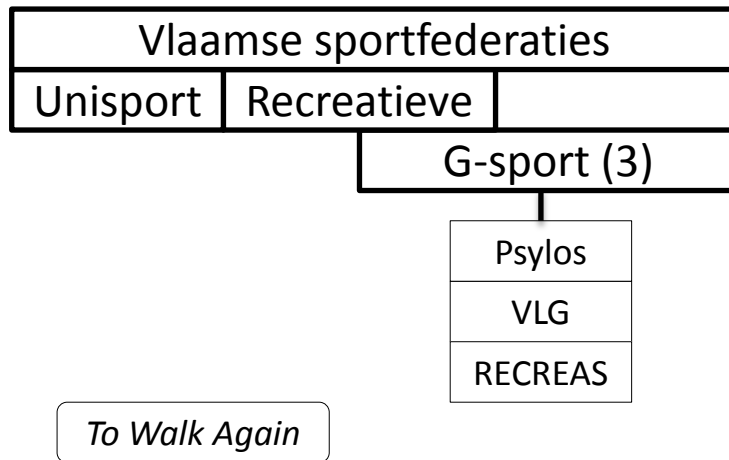 Vlaamse sportfederaties
Unisport
Recreatieve
G-sport (3)
Psylos
VLG
RECREAS
To Walk Again